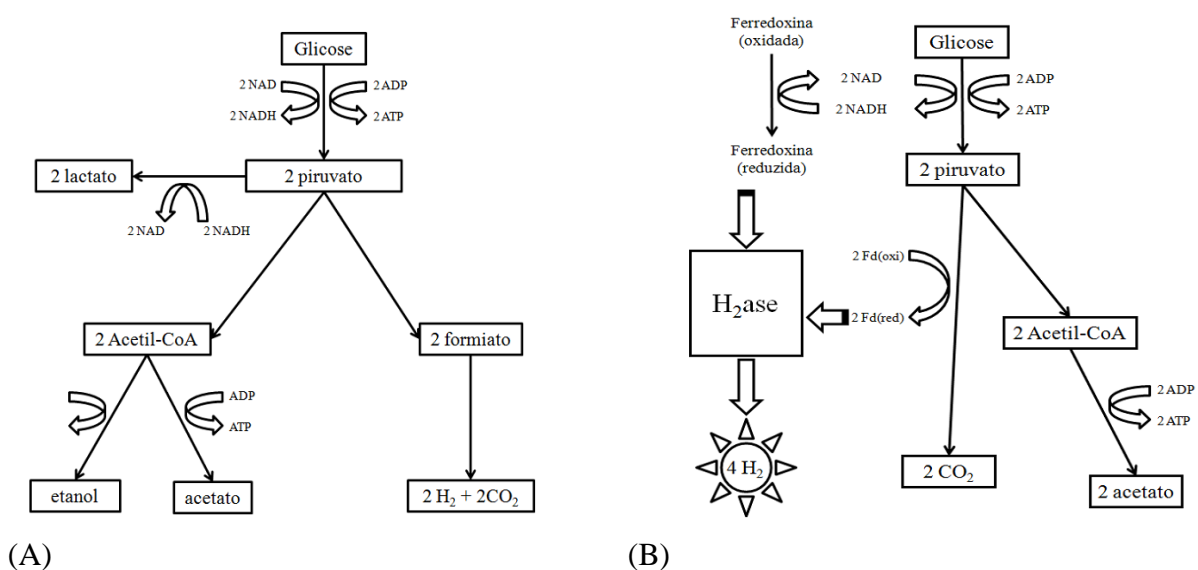 Glicose
2 NAD
2 ADP
2 NADH
2 ATP
2 lactato
2 piruvato
2 NAD
2 NADH
2 Acetil-CoA
2 formiato
ADP
ATP
etanol
acetato
2 H₂ + 2CO₂
(A)
Ferredoxina
(oxidada)
Glicose
2 NAD
2 ADP
2 NADH
2 ATP
Ferredoxina
(reduzida)
2 piruvato
H₂ase
2 Fd(oxi)
2 Fd(red)
2 Acetil-CoA
2 ADP
2 ATP
4 H₂
2 CO₂
2 acetato
(B)